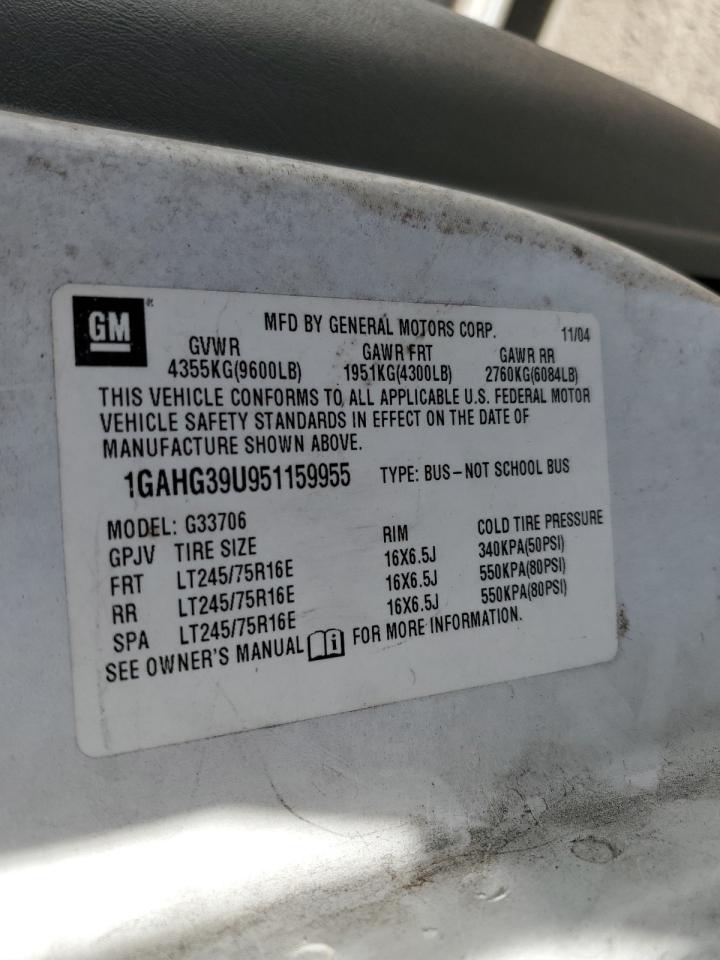 GM
MFD BY GENERAL MOTORS CORP. 11/04
GVWR GAWR FRT GAWR RR
4355KG(9600LB) 1951KG(4300LB) 2760KG(6084LB)
THIS VEHICLE CONFORMS TO ALL APPLICABLE U.S. FEDERAL MOTOR
VEHICLE SAFETY STANDARDS IN EFFECT ON THE DATE OF
MANUFACTURE SHOWN ABOVE.
1GAHG39U951159955 TYPE: BUS-NOT SCHOOL BUS
MODEL: G33706
GPJV TIRE SIZE RIM COLD TIRE PRESSURE
FRT LT245/75R16E 16X6.5J 340KPA(50PSI)
RR LT245/75R16E 16X6.5J 550KPA(80PSI)
SPA LT245/75R16E 16X6.5J 550KPA(80PSI)
SEE OWNER'S MANUAL FOR MORE INFORMATION.